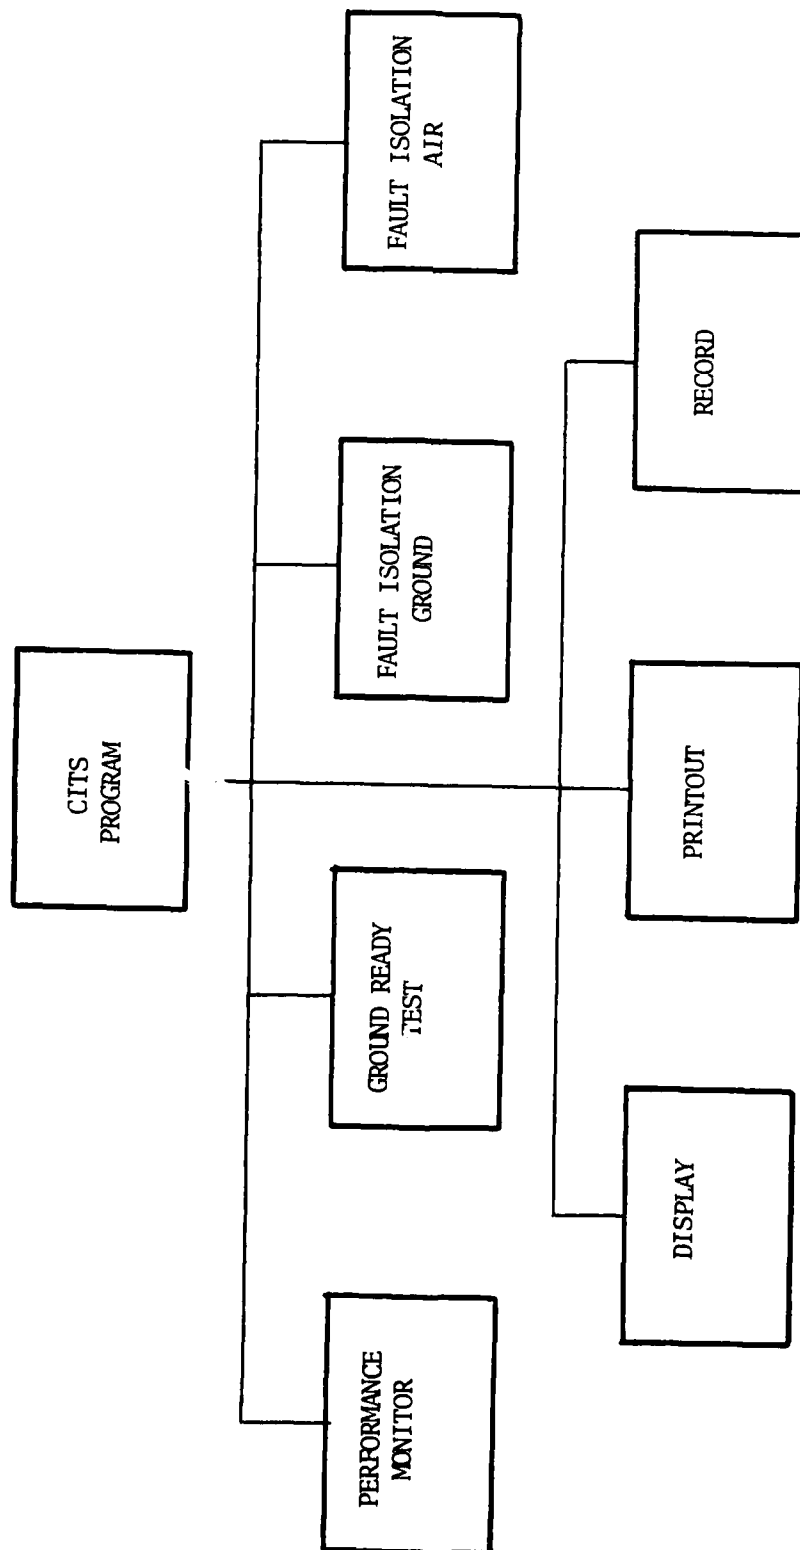 CITS
PROGRAM
PERFORMANCE
MONITOR
GROUND READY
TEST
FAULT ISOLATION
GROUND
FAULT ISOLATION
AIR
DISPLAY
PRINTOUT
RECORD